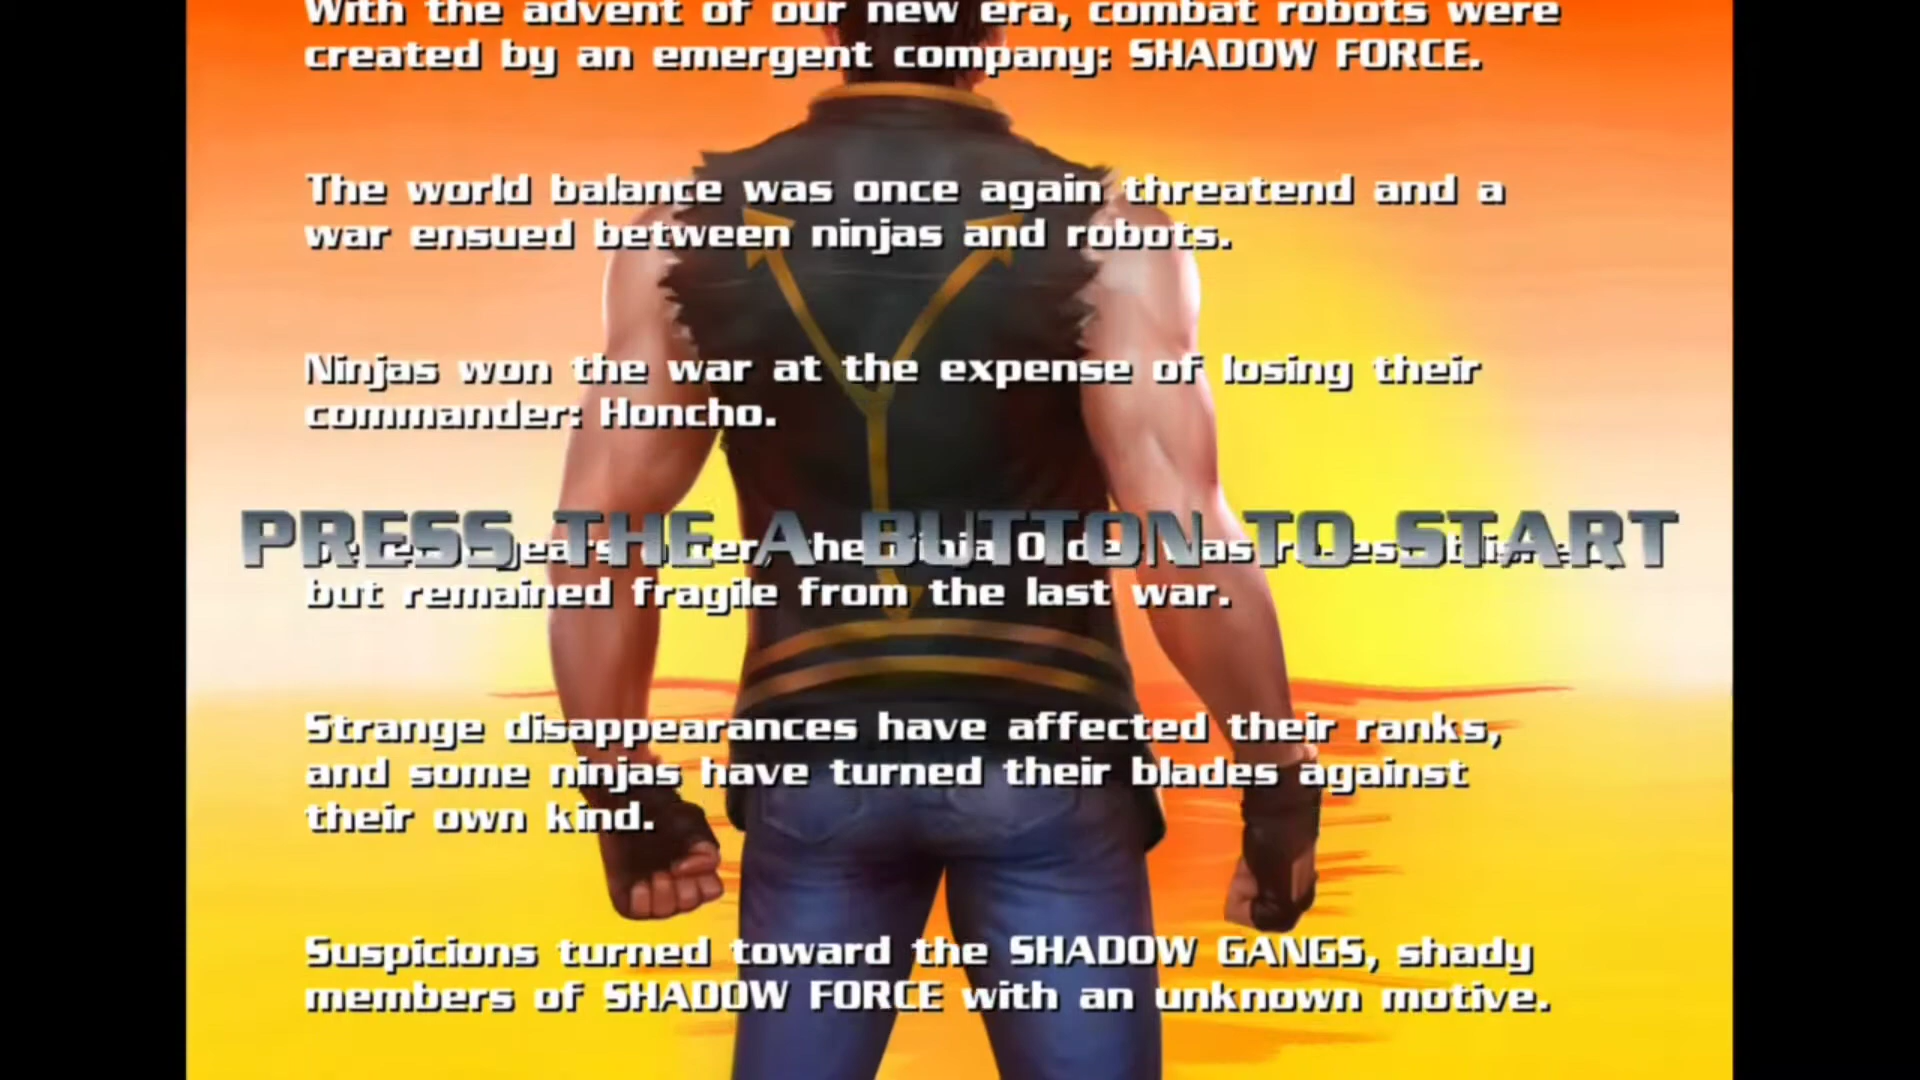 With the advent of our new era, combat robots were
created by an emergent company: SHADOW FORCE.
The world balance was once again threatend and a
war ensued between ninjas and robots.
Ninjas won the war at the expense of losing their
commander: Honcho.
PRESS THE A BUTTON TO START
the Ninja Order was
but remained fragile from the last war.
Strange disappearances have affected their ranks,
and some ninjas have turned their blades against
their own kind.
Suspicions turned toward the SHADOW GANGS, shady
members of SHADOW FORCE with an unknown motive.